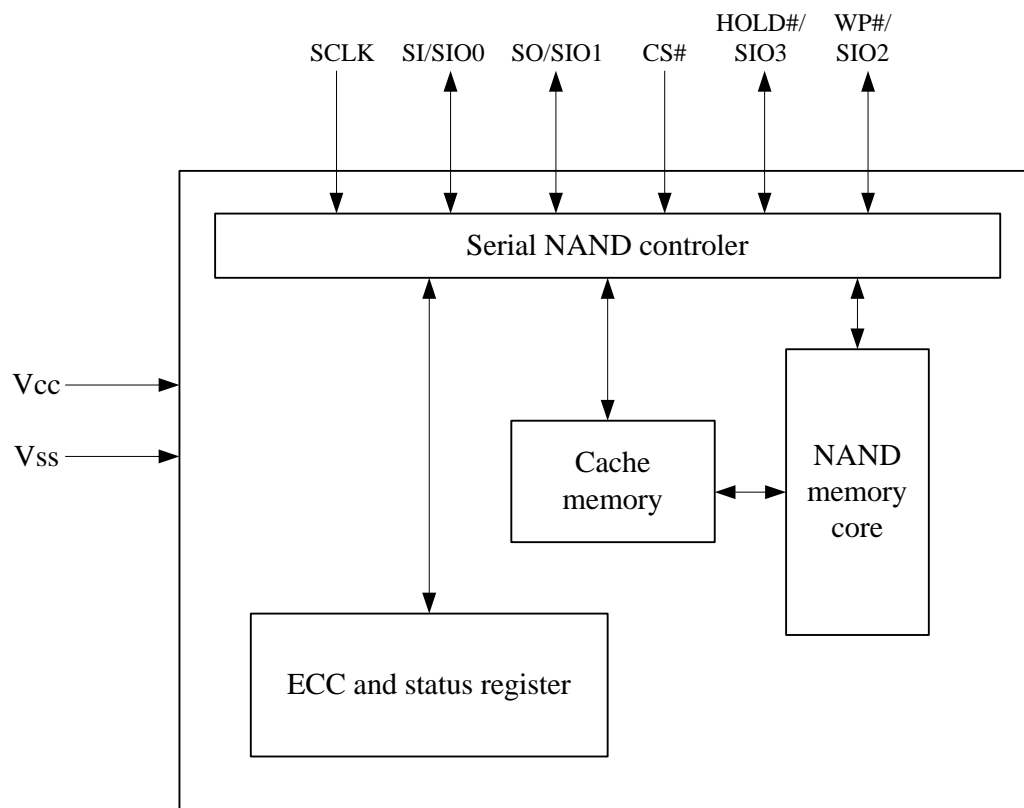 HOLD#/ WP#/
SCLK SI/SIO0 SO/SIO1 CS# SIO3 SIO2
Serial NAND controler
Vcc
Vss
Cache
memory
NAND
memory
core
ECC and status register